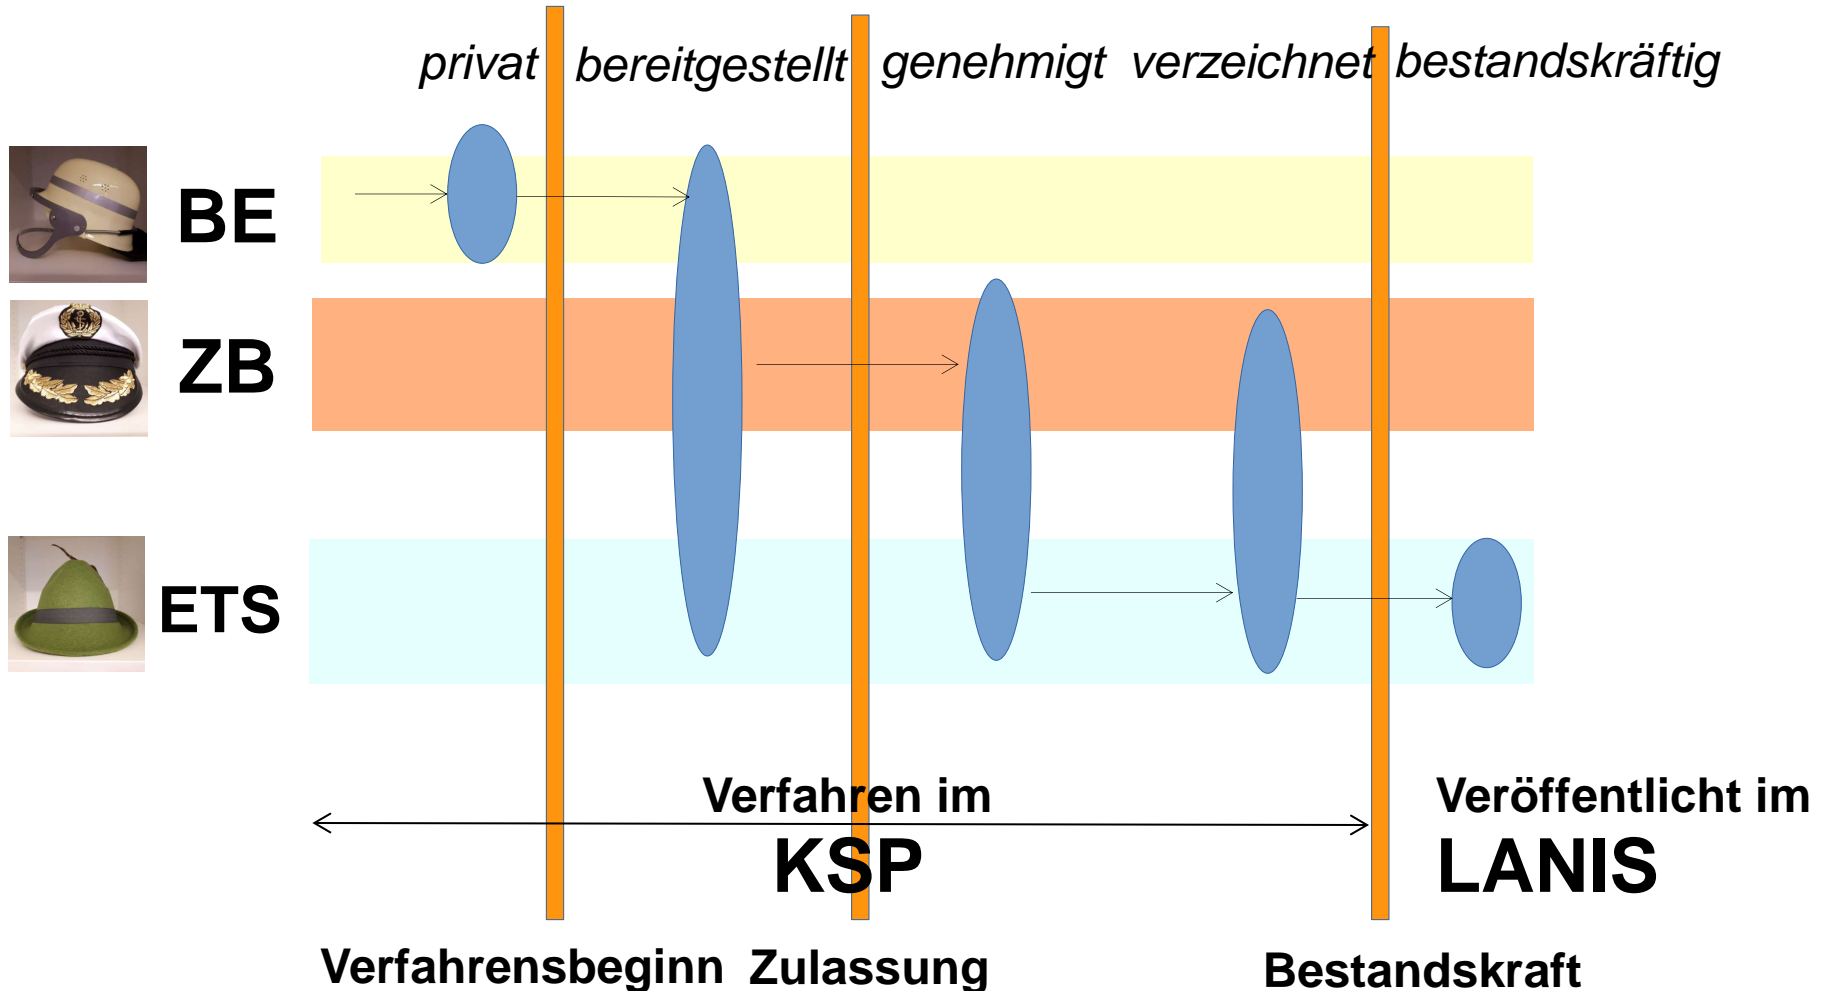 privat bereitgestellt genehmigt verzeichnet bestandskräftig
BE
ZB
ETS
Verfahren im
KSP
Veröffentlicht im
LANIS
Verfahrensbeginn Zulassung Bestandskraft